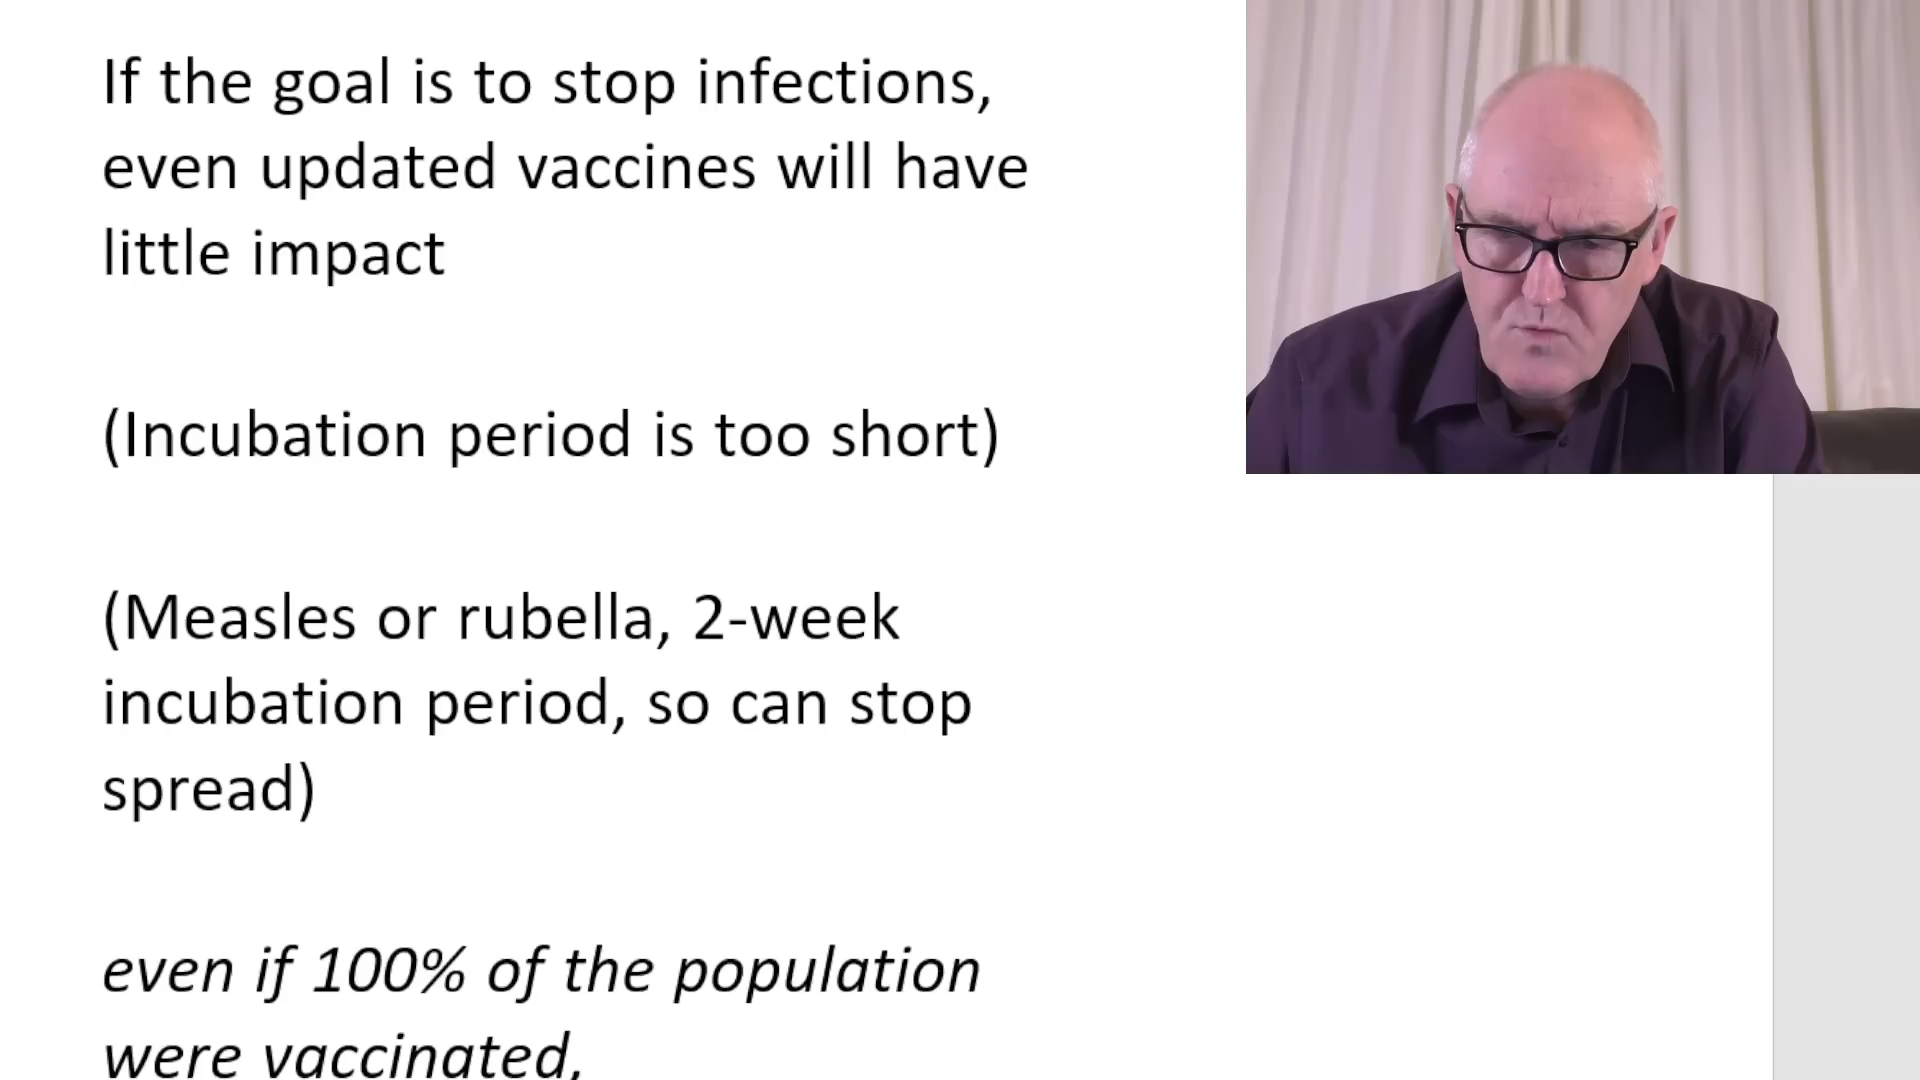 If the goal is to stop infections,
even updated vaccines will have
little impact
(Incubation period is too short)
(Measles or rubella, 2-week
incubation period, so can stop
spread)
even if 100% of the population
were vaccinated,